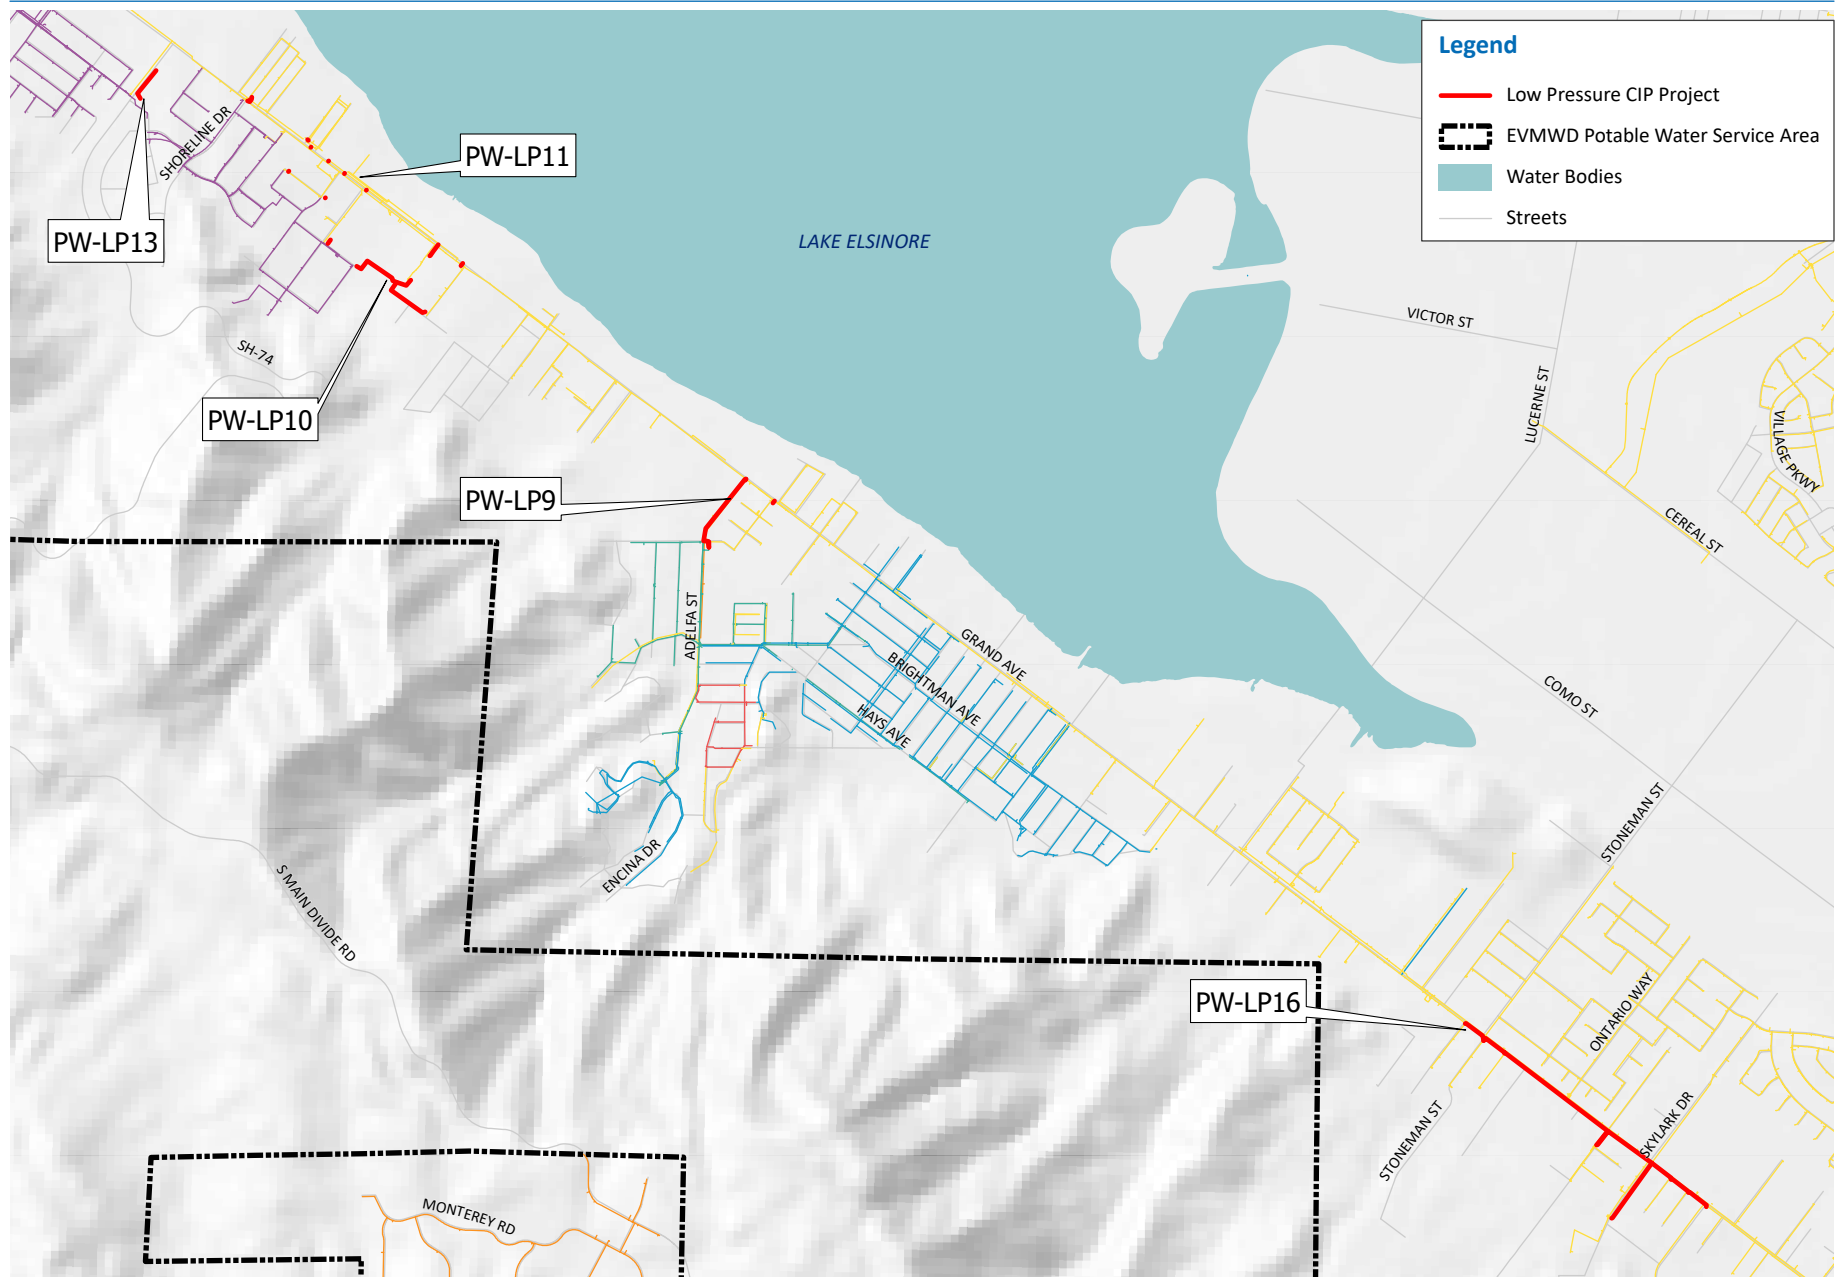 Legend
Low Pressure CIP Project
EVMWD Potable Water Service Area
Water Bodies
Streets
PW-LP11
SHORELINE DR
PW-LP13
LAKE ELSINORE
VICTOR ST
SH-74
LUCERNE ST
PW-LP10
VILLAGE PKWY
PW-LP9
CEREAL ST
ADELFA ST
GRAND AVE
BRIGHTMAN AVE
HAYS AVE
COMO ST
STONEMAN ST
ENCINA DR
S MAIN DIVIDE RD
PW-LP16
ONTARIO WAY
SKYLARK DR
STONEMAN ST
MONTEREY RD